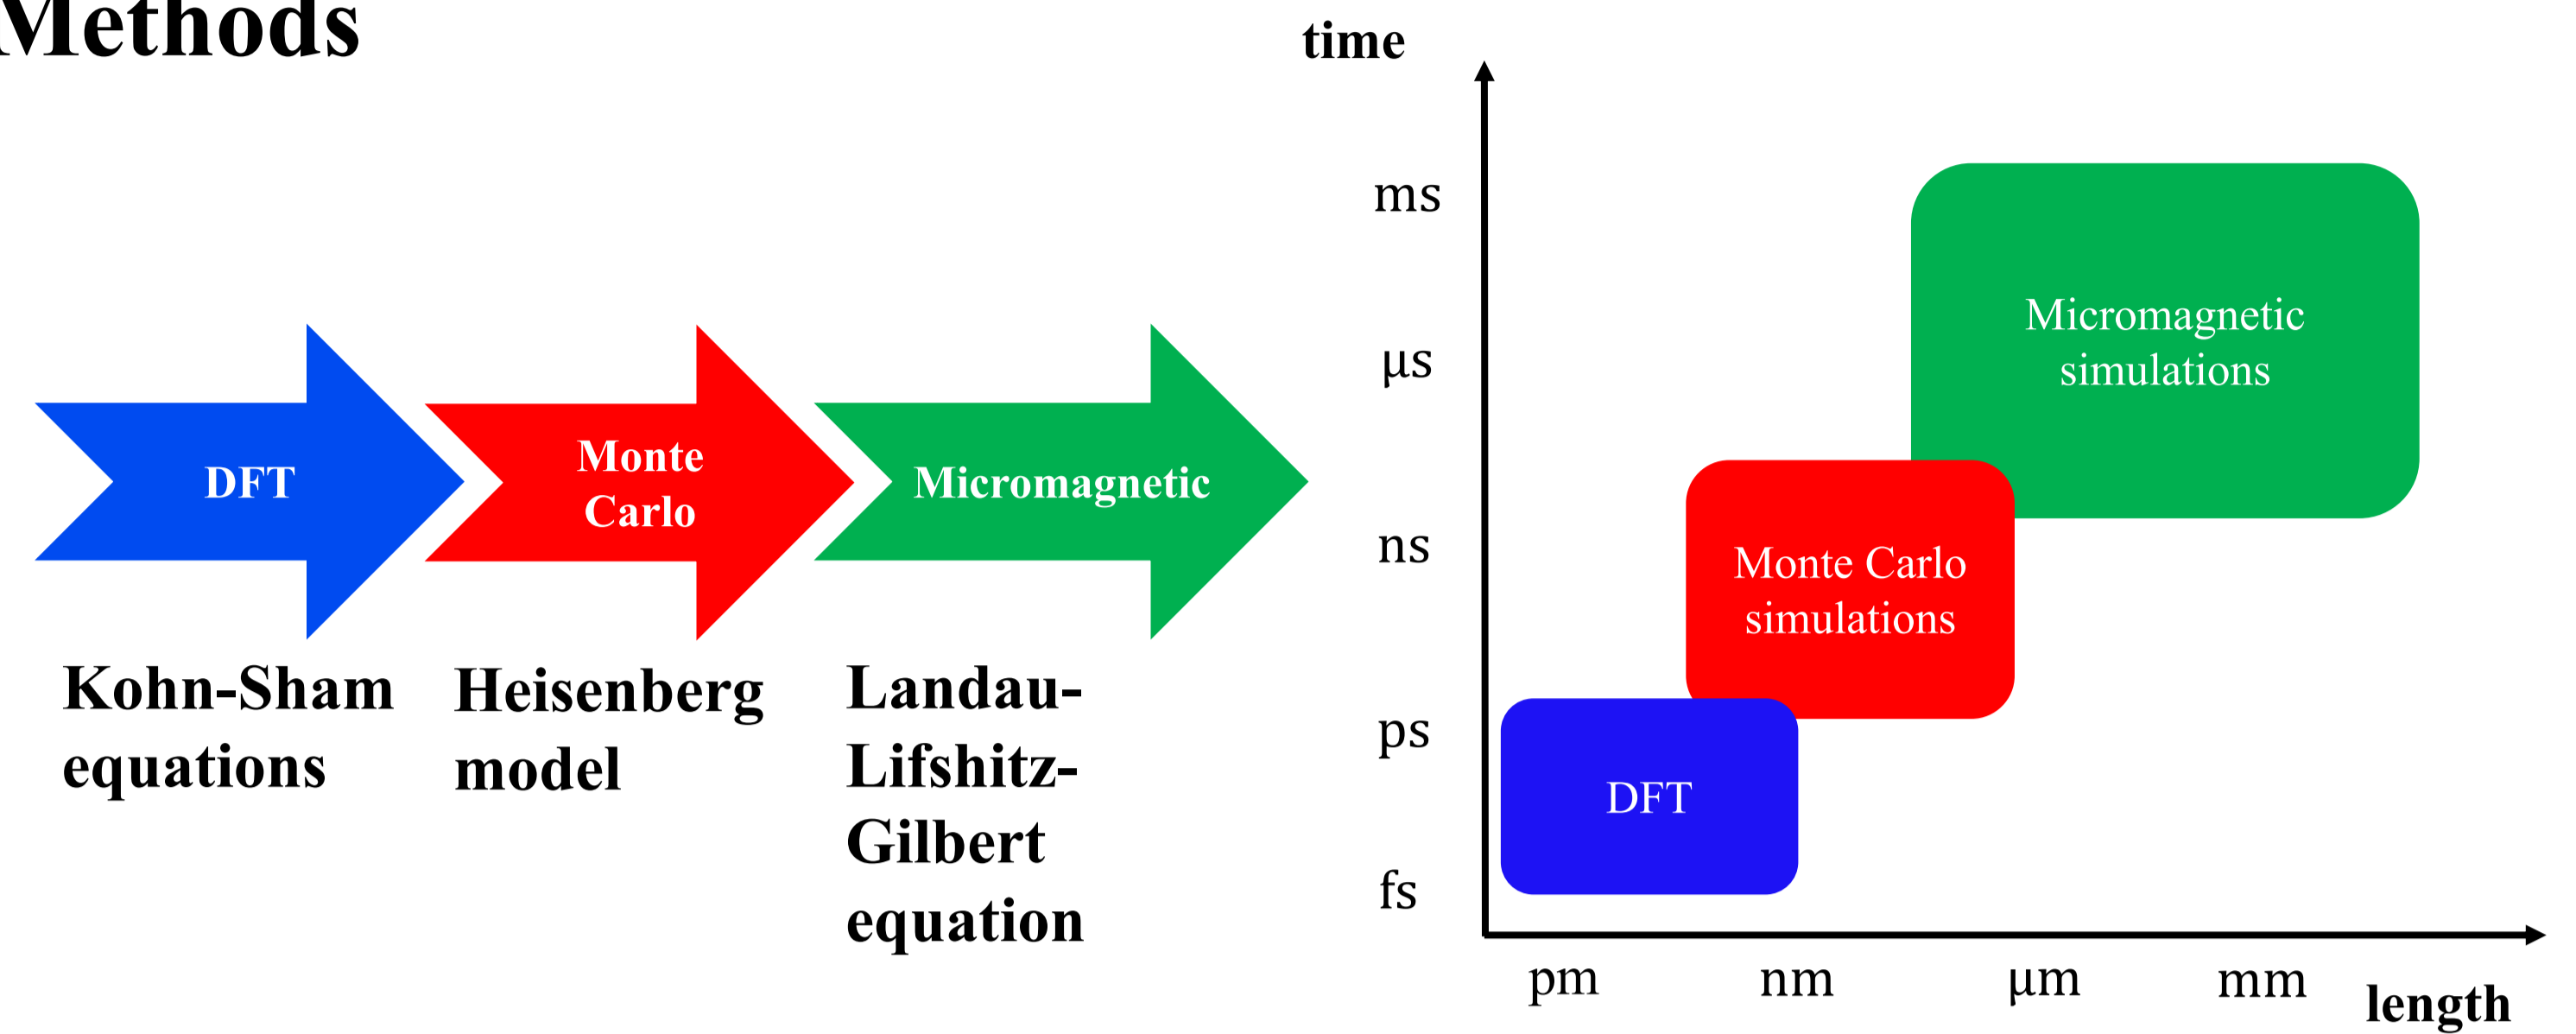 Methods
DFT
Monte
Carlo
Micromagnetic
Kohn-Sham
equations
Heisenberg
model
Landau-
Lifshitz-
Gilbert
equation
time
ms
μs
ns
ps
fs
Micromagnetic
simulations
Monte Carlo
simulations
DFT
pm
nm
μm
mm
length